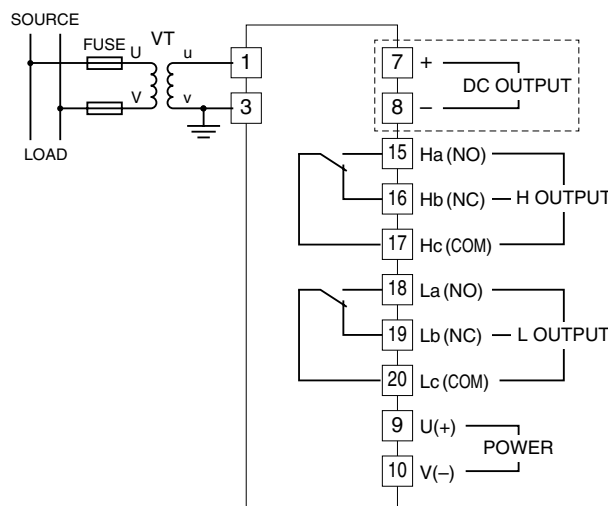 SOURCE
FUSE
VT
U
u
V
v
LOAD
1
3
7 +
8 –
DC OUTPUT
15 Ha (NO)
16 Hb (NC)
H OUTPUT
17 Hc (COM)
18 La (NO)
19 Lb (NC)
L OUTPUT
20 Lc (COM)
9 U(+)
POWER
10 V(–)